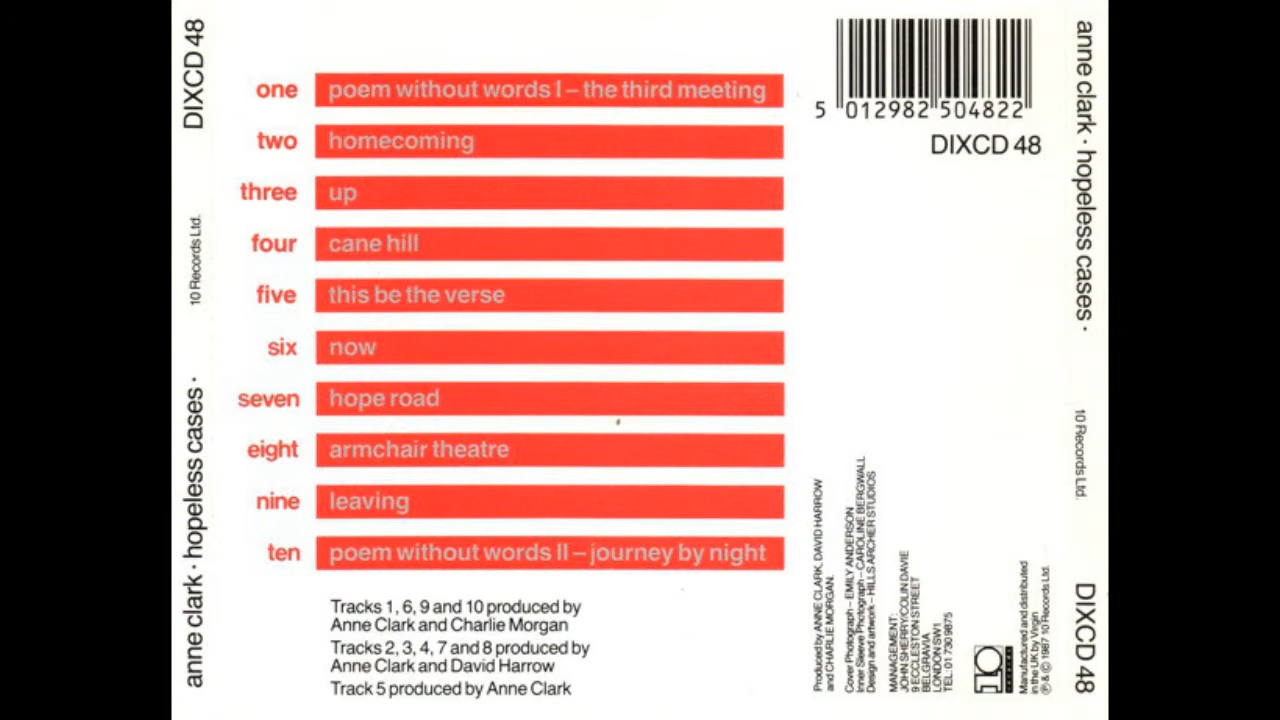 anne clark · hopeless cases ·
10 Records Ltd.
DIXCD 48
one poem without words I – the third meeting
two homecoming
three up
four cane hill
five this be the verse
six now
seven hope road
eight armchair theatre
nine leaving
ten poem without words II – journey by night
Tracks 1, 6, 9 and 10 produced by
Anne Clark and Charlie Morgan
Tracks 2, 3, 4, 7 and 8 produced by
Anne Clark and David Harrow
Track 5 produced by Anne Clark
5 012982 504822
DIXCD 48
Produced by ANNE CLARK, DAVID HARROW
and CHARLIE MORGAN.
Cover Photograph – EMILY ANDERSON
Inner Sleeve Photograph – CAROLINE BERGWALL
Design and artwork – HILLS ARCHER STUDIOS
MANAGEMENT:
JOHN SHERRY/COLIN DAVIE
9 ECCLESTON STREET
BELGRAVIA
LONDON SW1
TEL: 01 730 9875
10
Manufactured and distributed
in the UK by Virgin
℗ & © 1987 10 Records Ltd.
anne clark · hopeless cases ·
10 Records Ltd.
DIXCD 48